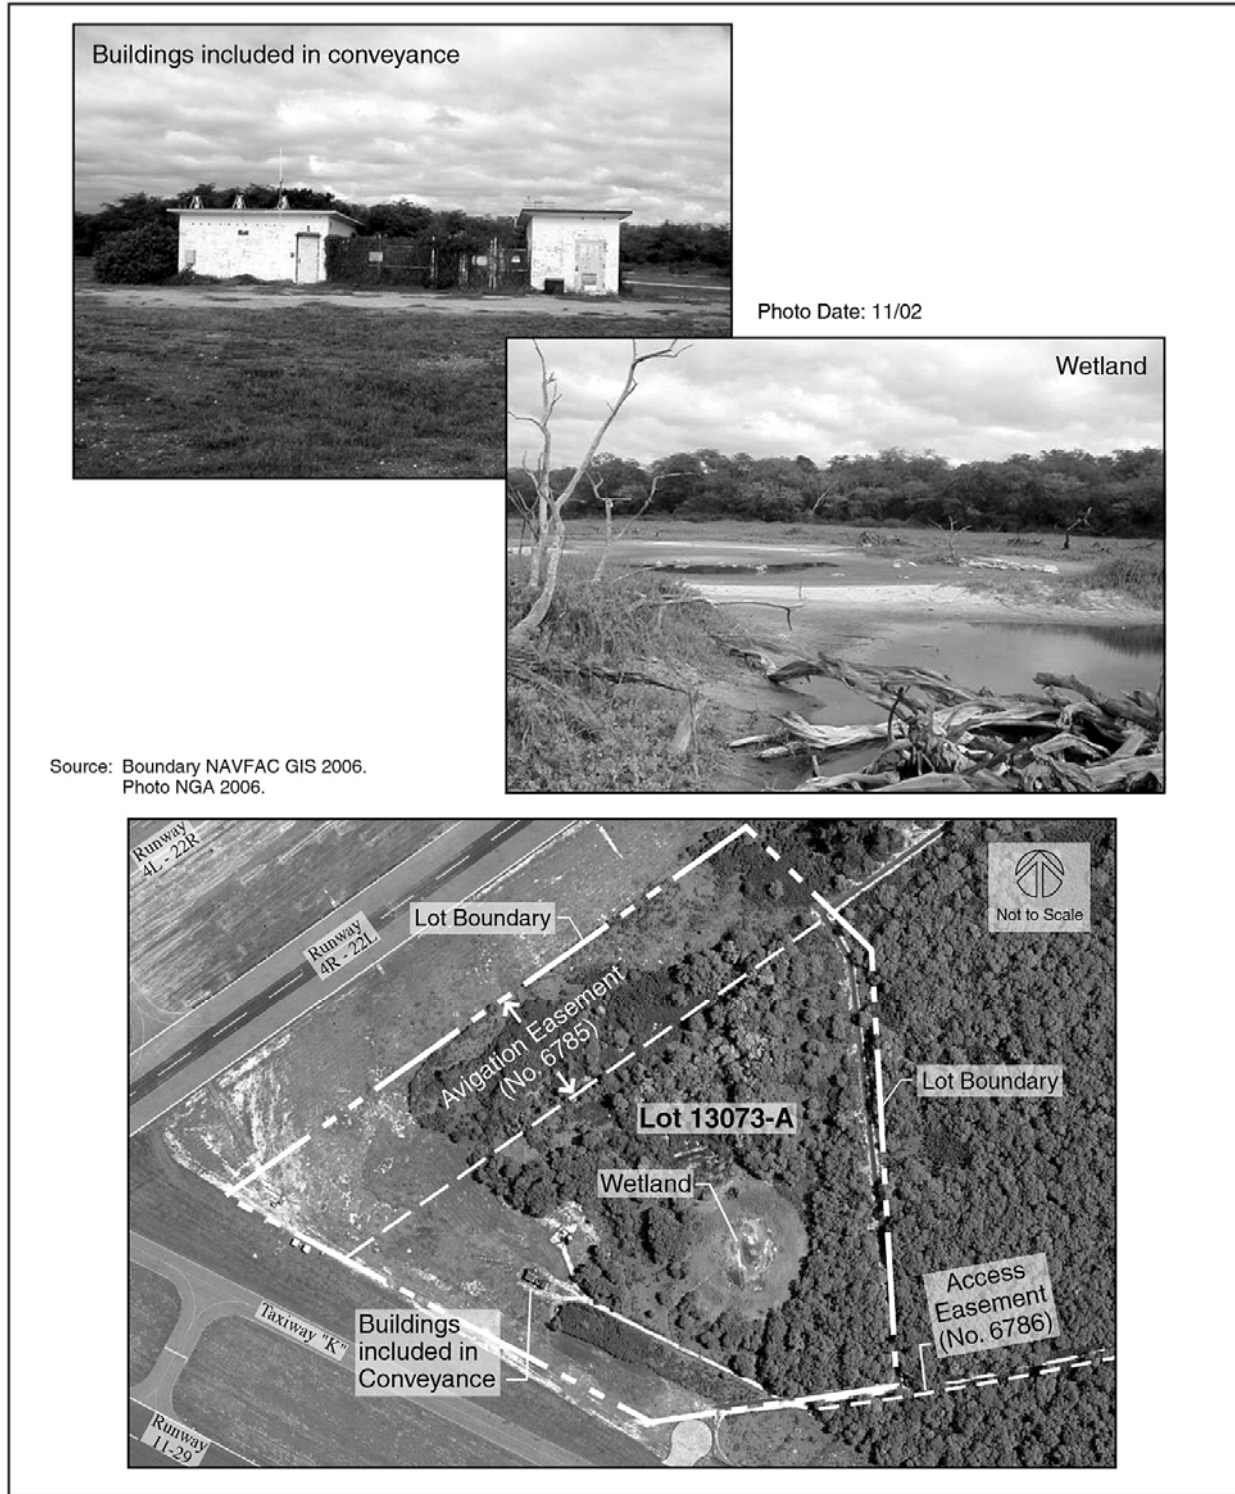 Buildings included in conveyance
Photo Date: 11/02
Wetland
Source: Boundary NAVFAC GIS 2006.
Photo NGA 2006.
Runway
4L - 22R
Runway
4R - 22L
Lot Boundary
Not to Scale
Avigation Easement
(No. 6785)
Lot Boundary
Lot 13073-A
Wetland
Access
Easement
(No. 6786)
Taxiway "K"
Buildings
included in
Conveyance
Runway
11-29